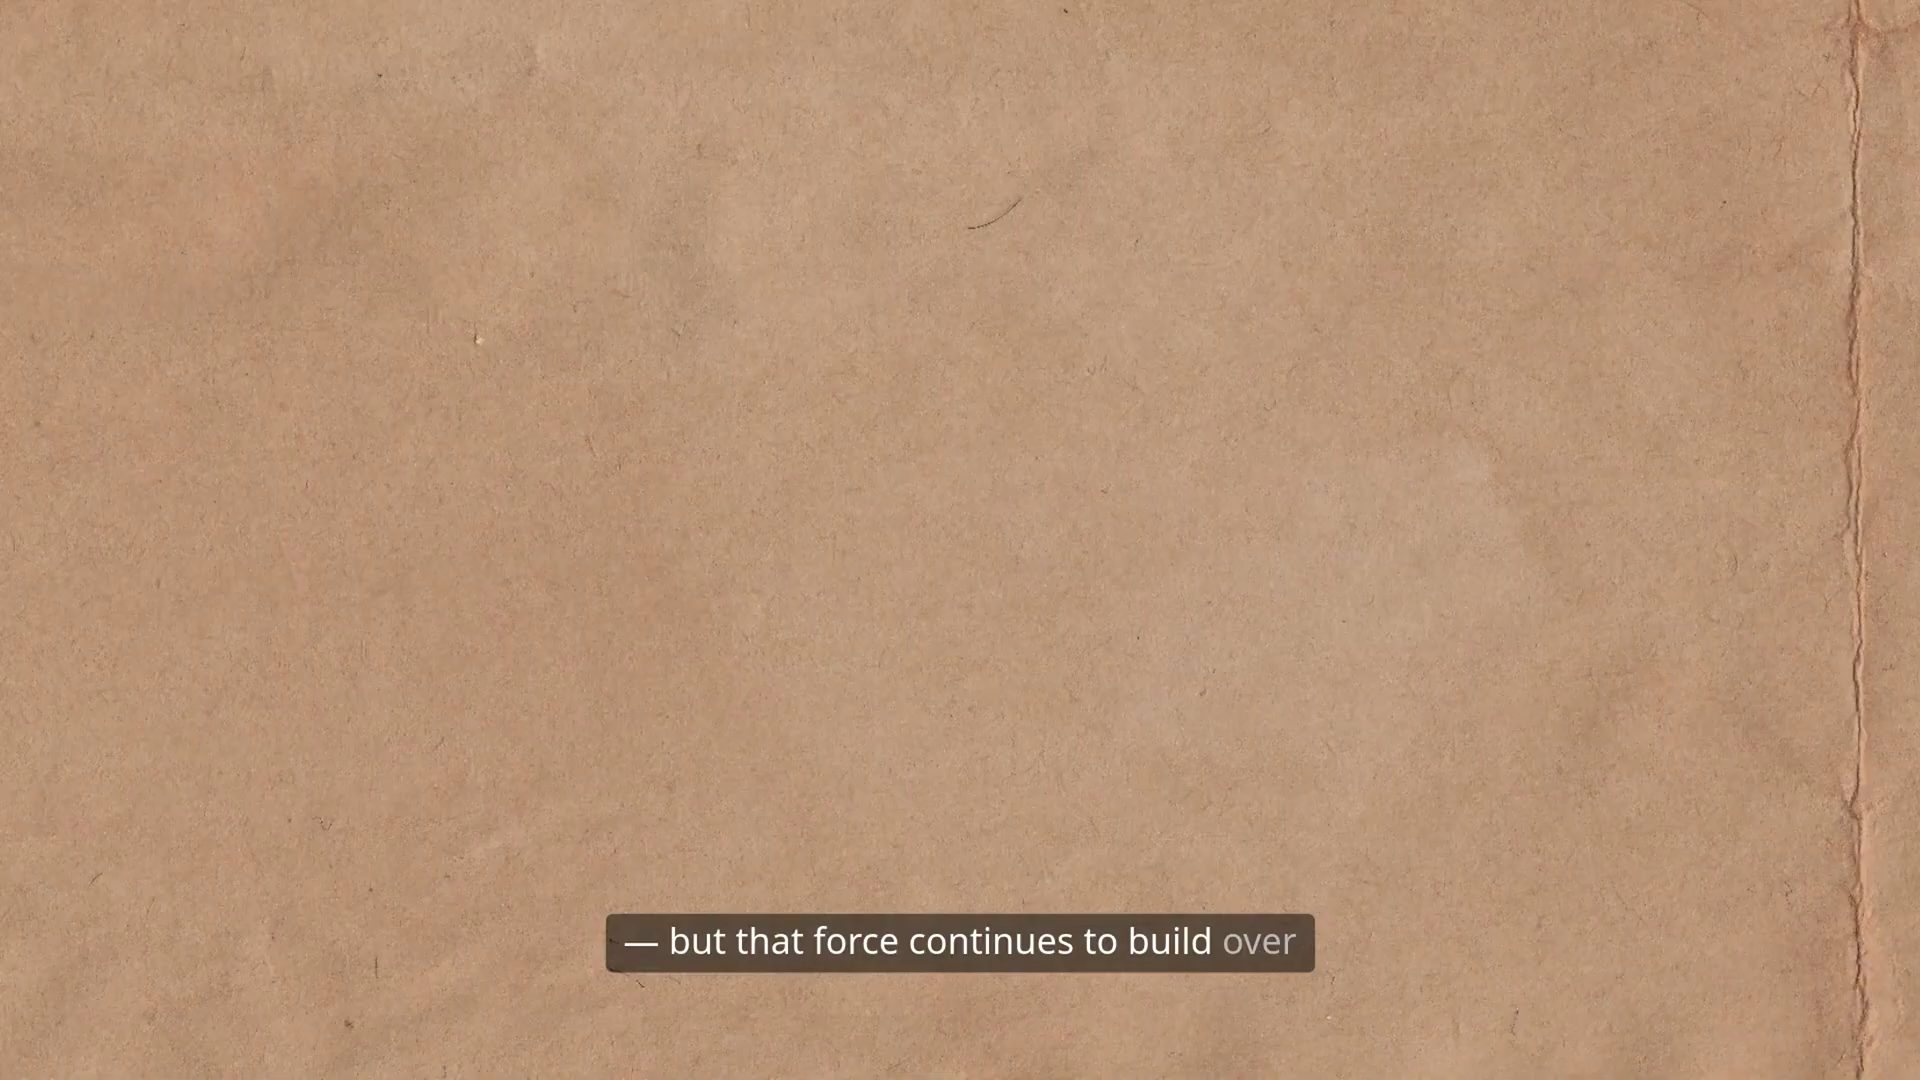 — but that force continues to build over